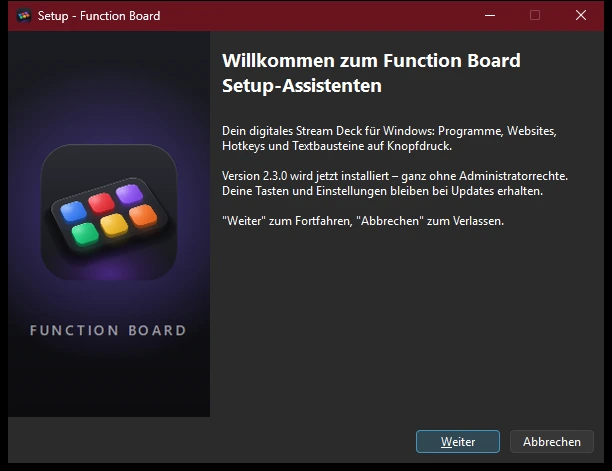 Setup - Function Board
Willkommen zum Function Board
Setup-Assistenten
Dein digitales Stream Deck für Windows: Programme, Websites,
Hotkeys und Textbausteine auf Knopfdruck.
Version 2.3.0 wird jetzt installiert – ganz ohne Administratorrechte.
Deine Tasten und Einstellungen bleiben bei Updates erhalten.
"Weiter" zum Fortfahren, "Abbrechen" zum Verlassen.
FUNCTION BOARD
Weiter
Abbrechen